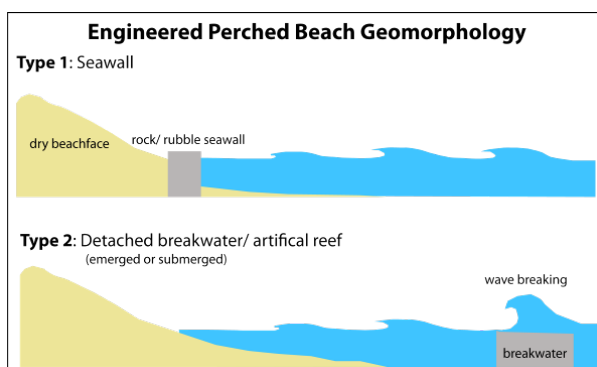 Engineered Perched Beach Geomorphology
Type 1: Seawall
rock/ rubble seawall
dry beachface
Type 2: Detached breakwater/ artifical reef
(emerged or submerged)
wave breaking
breakwater